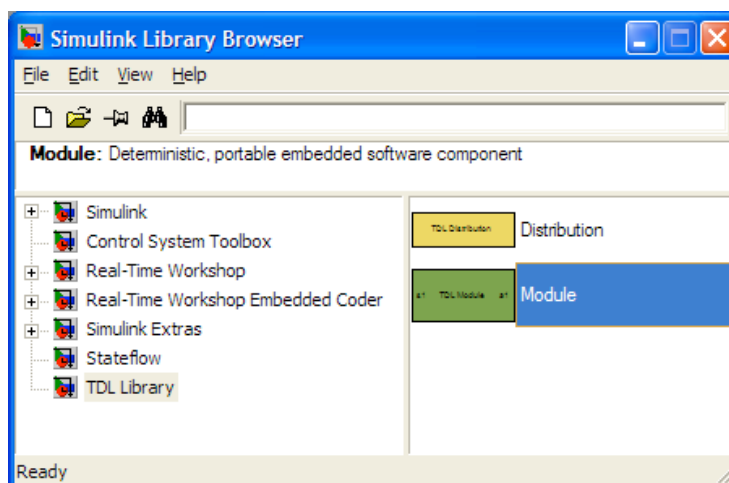 Simulink Library Browser
File Edit View Help
Module: Deterministic, portable embedded software component
Simulink
Control System Toolbox
Real-Time Workshop
Real-Time Workshop Embedded Coder
Simulink Extras
Stateflow
TDL Library
TDL Distribution Distribution
TDL Module Module
Ready